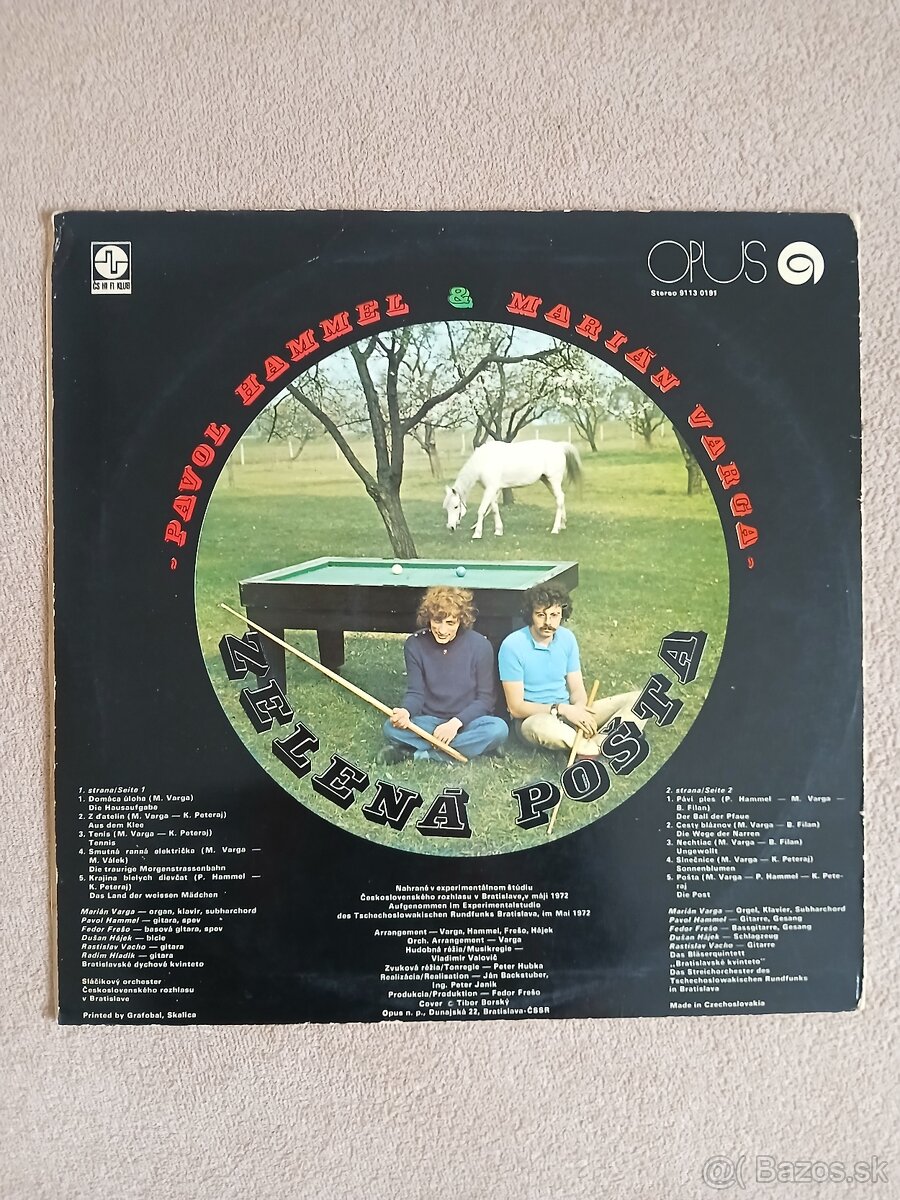 ČS HI FI KLUB
OPUS
Stereo 9113 0191
~ PAVOL HAMMEL & MARIÁN VARGA ~
ZELENÁ POŠTA
1. strana/Seite 1
1. Domáca úloha (M. Varga)
Die Hausaufgabe
2. Z ďatelín (M. Varga — K. Peteraj)
Aus dem Klee
3. Tenis (M. Varga — K. Peteraj)
Tennis
4. Smutná ranná električka (M. Varga —
M. Válek)
Die traurige Morgenstrassenbahn
5. Krajina bielych dievčat (P. Hammel —
K. Peteraj)
Das Land der weissen Mädchen
Marián Varga — organ, klavír, subharchord
Pavol Hammel — gitara, spev
Fedor Frešo — basová gitara, spev
Dušan Hájek — bicie
Rastislav Vacho — gitara
Radim Hladík — gitara
Bratislavské dychové kvinteto
Sláčikový orchester
Československého rozhlasu
v Bratislave
Printed by Grafobal, Skalica
Nahrané v experimentálnom štúdiu
Československého rozhlasu v Bratislave, v máji 1972
Aufgenommen im Experimentalstudio
des Tschechoslowakischen Rundfunks Bratislava, im Mai 1972
Arrangement — Varga, Hammel, Frešo, Hájek
Orch. Arrangement — Varga
Hudobná réžia/Musikregie —
Vladimír Valovič
Zvuková réžia/Tonregie — Peter Hubka
Realizácia/Realisation — Ján Backstuber,
Ing. Peter Janík
Produkcia/Produktion — Fedor Frešo
Cover © Tibor Borský
Opus n. p., Dunajská 22, Bratislava-ČSSR
2. strana/Seite 2
1. Páví ples (P. Hammel — M. Varga —
B. Filan)
Der Ball der Pfaue
2. Cesty bláznov (M. Varga — B. Filan)
Die Wege der Narren
3. Nechtiac (M. Varga — B. Filan)
Ungewollt
4. Slnečnice (M. Varga — K. Peteraj)
Sonnenblumen
5. Pošta (M. Varga — P. Hammel — K. Pete-
raj)
Die Post
Marián Varga — Orgel, Klavier, Subharchord
Pavol Hammel — Gitarre, Gesang
Fedor Frešo — Bassgitarre, Gesang
Dušan Hájek — Schlagzeug
Rastislav Vacho — Gitarre
Das Bläserquintett
„Bratislavské kvinteto"
Das Streichorchester des
Tschechoslowakischen Rundfunks
in Bratislava
Made in Czechoslovakia
@( Bazos.sk